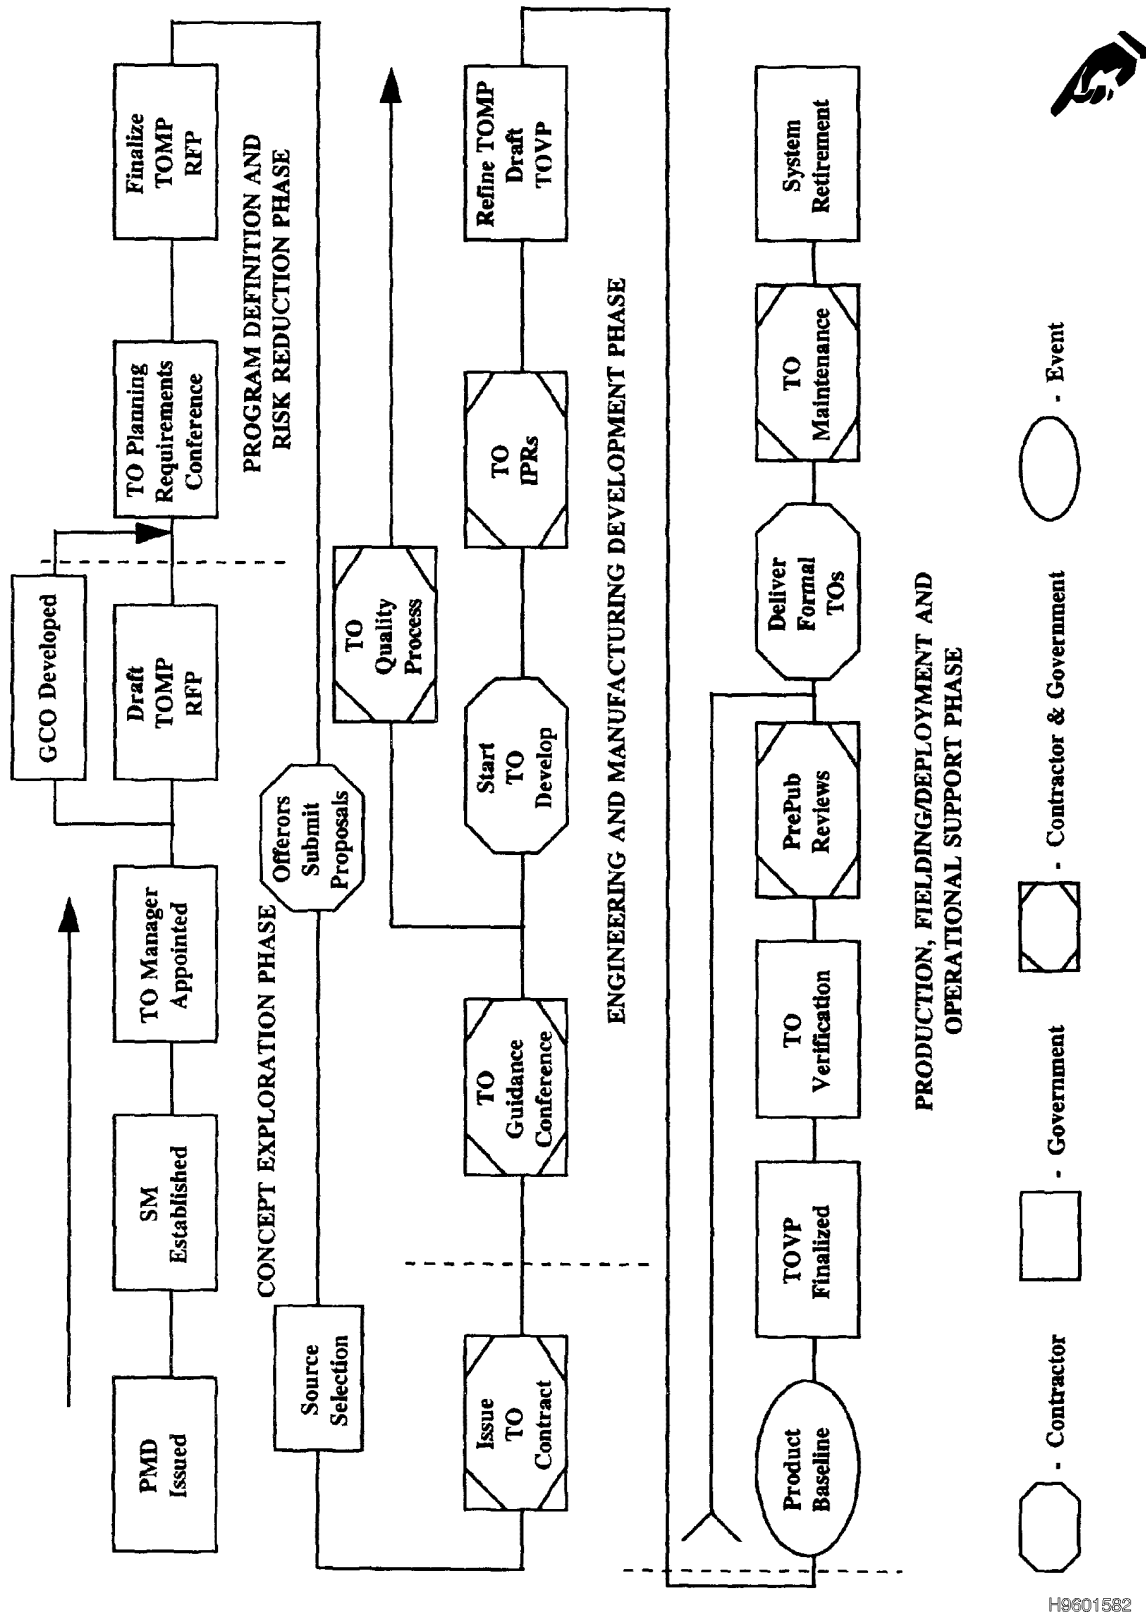 PMD
Issued
SM
Established
TO Manager
Appointed
GCO Developed
Draft
TOMP
RFP
TO Planning
Requirements
Conference
Finalize
TOMP
RFP
CONCEPT EXPLORATION PHASE
PROGRAM DEFINITION AND
RISK REDUCTION PHASE
Source
Selection
Offerors
Submit
Proposals
TO
Quality
Process
Issue
TO
Contract
TO
Guidance
Conference
Start
TO
Develop
TO
IPRs
Refine TOMP
Draft
TOVP
ENGINEERING AND MANUFACTURING DEVELOPMENT PHASE
Product
Baseline
TOVP
Finalized
TO
Verification
PrePub
Reviews
Deliver
Formal
TOs
TO
Maintenance
System
Retirement
PRODUCTION, FIELDING/DEPLOYMENT AND
OPERATIONAL SUPPORT PHASE
- Contractor
- Government
- Contractor & Government
- Event
H9601582